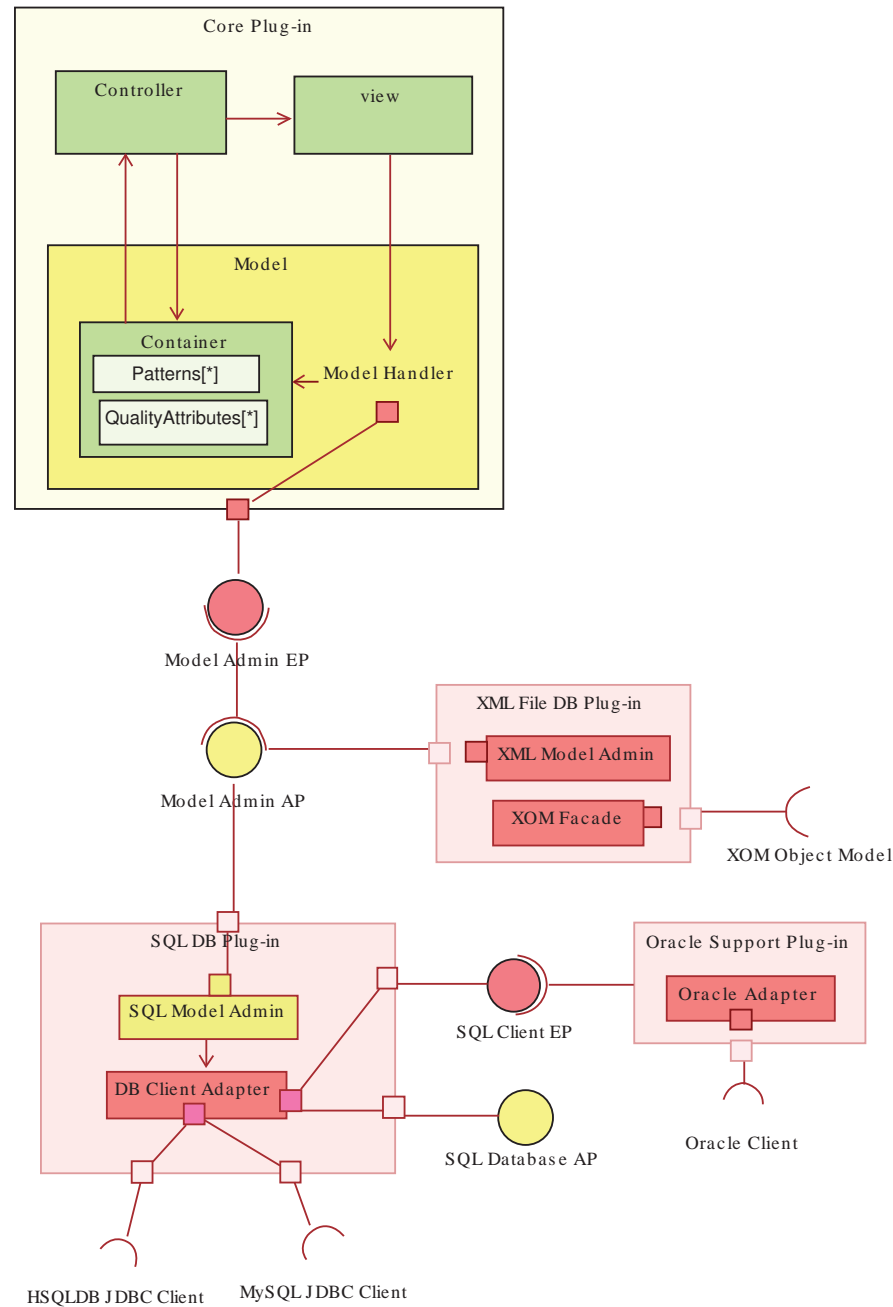 Core Plug-in
Controller
view
Model
Container
Patterns[*]
QualityAttributes[*]
Model Handler
Model Admin EP
Model Admin AP
XML File DB Plug-in
XML Model Admin
XOM Facade
XOM Object Model
SQL DB Plug-in
SQL Model Admin
DB Client Adapter
SQL Client EP
SQL Database AP
Oracle Support Plug-in
Oracle Adapter
Oracle Client
HSQLDB JDBC Client
MySQL JDBC Client